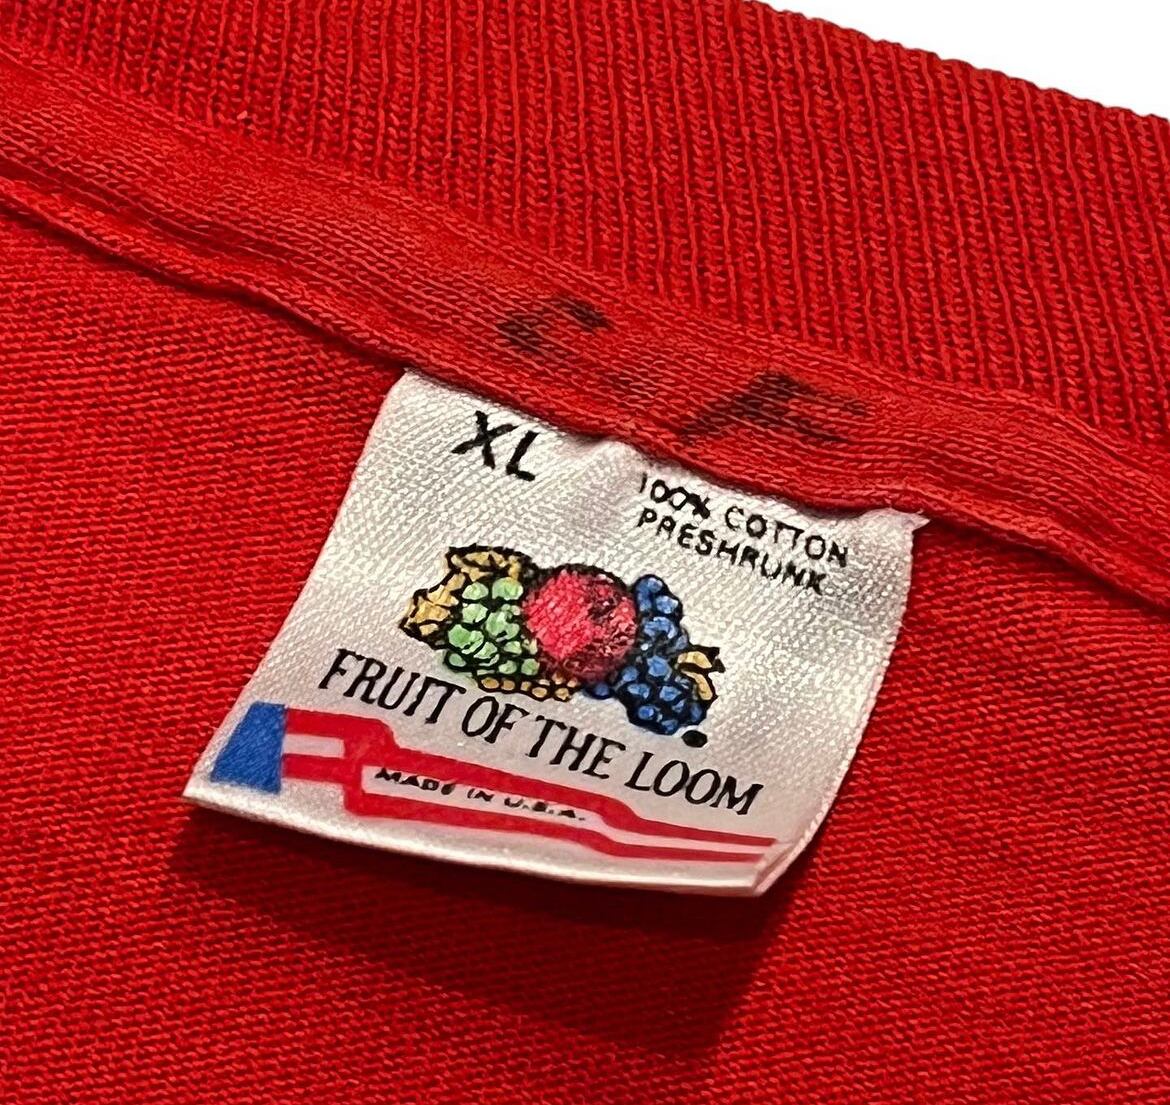 C. F.
XL
100% COTTON
PRESHRUNK
FRUIT OF THE LOOM
MADE IN U.S.A.